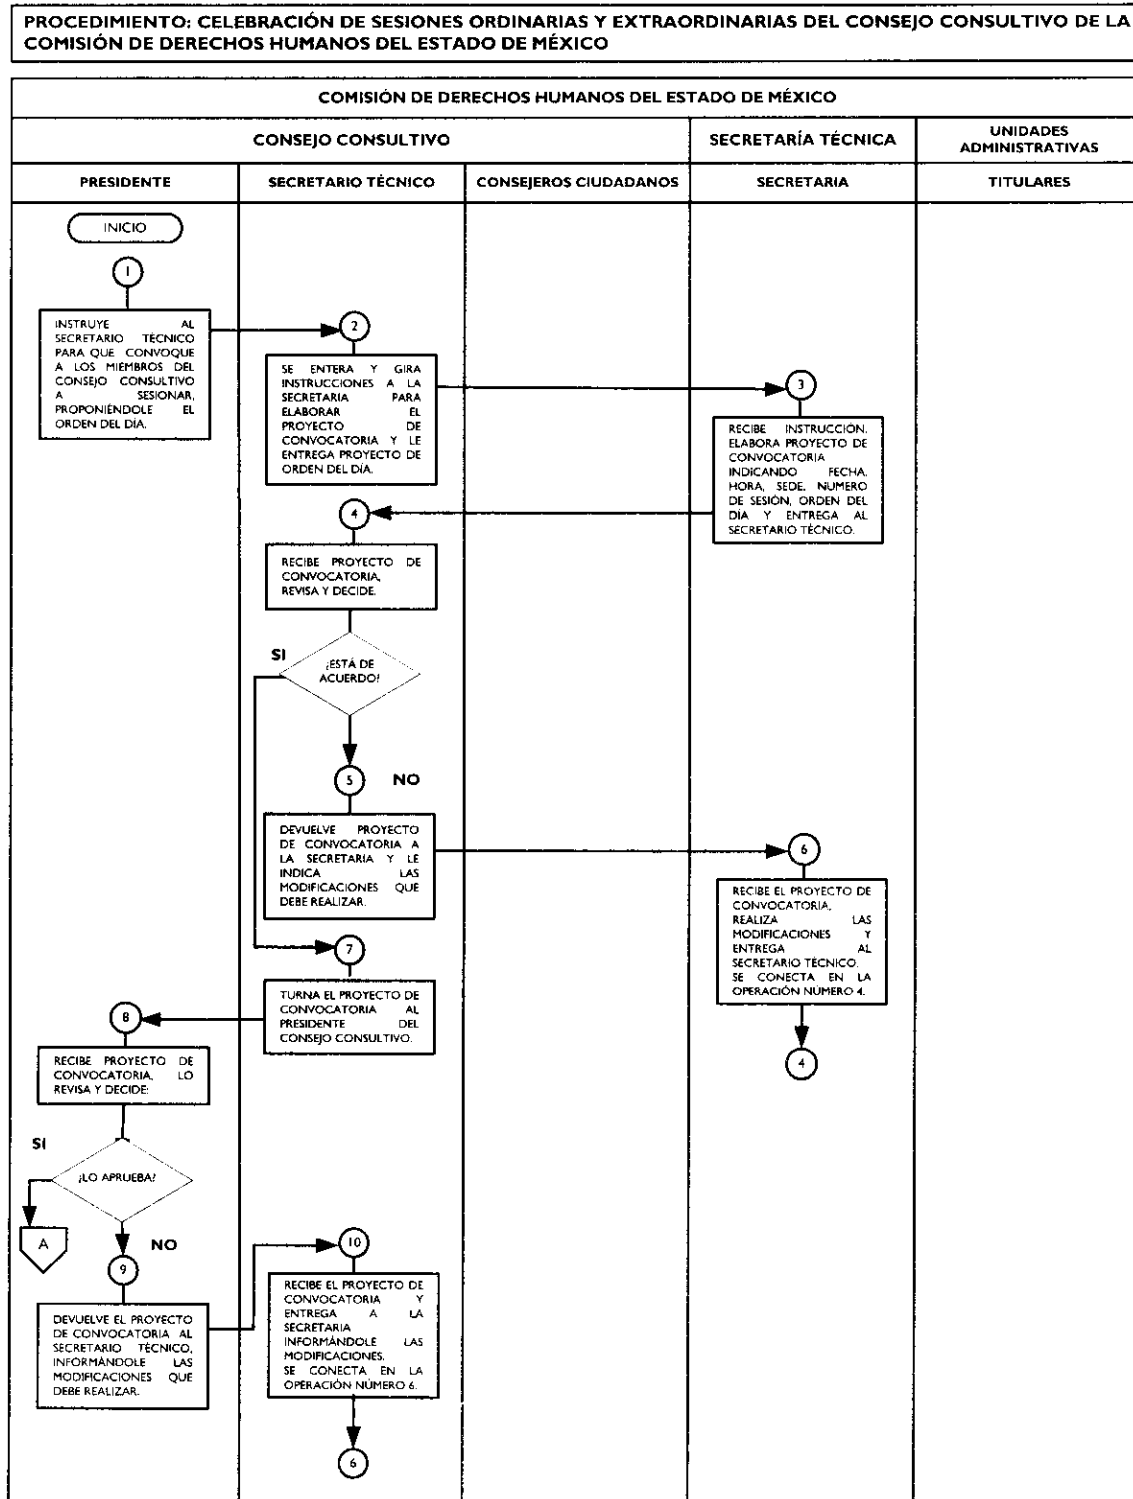 PROCEDIMIENTO: CELEBRACIÓN DE SESIONES ORDINARIAS Y EXTRAORDINARIAS DEL CONSEJO CONSULTIVO DE LA
COMISIÓN DE DERECHOS HUMANOS DEL ESTADO DE MÉXICO
COMISIÓN DE DERECHOS HUMANOS DEL ESTADO DE MÉXICO
CONSEJO CONSULTIVO
SECRETARÍA TÉCNICA
UNIDADES
ADMINISTRATIVAS
PRESIDENTE
SECRETARIO TÉCNICO
CONSEJEROS CIUDADANOS
SECRETARIA
TITULARES
INICIO
1
INSTRUYE AL
SECRETARIO TÉCNICO
PARA QUE CONVOQUE
A LOS MIEMBROS DEL
CONSEJO CONSULTIVO
A SESIONAR,
PROPONIÉNDOLE EL
ORDEN DEL DÍA.
2
SE ENTERA Y GIRA
INSTRUCCIONES A LA
SECRETARIA PARA
ELABORAR EL
PROYECTO DE
CONVOCATORIA Y LE
ENTREGA PROYECTO DE
ORDEN DEL DÍA.
3
RECIBE INSTRUCCIÓN.
ELABORA PROYECTO DE
CONVOCATORIA
INDICANDO FECHA,
HORA, SEDE, NÚMERO
DE SESIÓN, ORDEN DEL
DÍA Y ENTREGA AL
SECRETARIO TÉCNICO.
4
RECIBE PROYECTO DE
CONVOCATORIA,
REVISA Y DECIDE.
SI
¿ESTÁ DE
ACUERDO?
5
NO
DEVUELVE PROYECTO
DE CONVOCATORIA A
LA SECRETARIA Y LE
INDICA LAS
MODIFICACIONES QUE
DEBE REALIZAR.
6
RECIBE EL PROYECTO DE
CONVOCATORIA,
REALIZA LAS
MODIFICACIONES Y
ENTREGA AL
SECRETARIO TÉCNICO.
SE CONECTA EN LA
OPERACIÓN NÚMERO 4.
4
7
TURNA EL PROYECTO DE
CONVOCATORIA AL
PRESIDENTE DEL
CONSEJO CONSULTIVO.
8
RECIBE PROYECTO DE
CONVOCATORIA, LO
REVISA Y DECIDE:
SI
¿LO APRUEBA?
A
NO
9
DEVUELVE EL PROYECTO
DE CONVOCATORIA AL
SECRETARIO TÉCNICO,
INFORMÁNDOLE LAS
MODIFICACIONES QUE
DEBE REALIZAR.
10
RECIBE EL PROYECTO DE
CONVOCATORIA Y
ENTREGA A LA
SECRETARIA
INFORMÁNDOLE LAS
MODIFICACIONES.
SE CONECTA EN LA
OPERACIÓN NÚMERO 6.
6